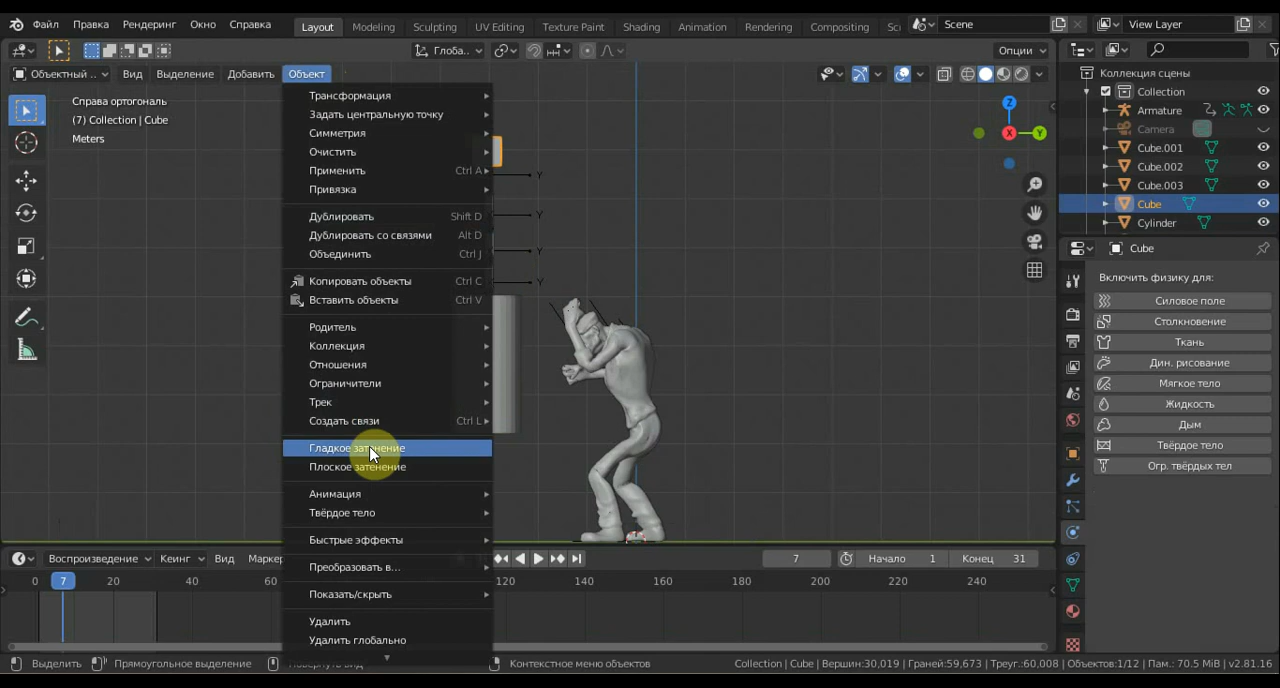 Файл Правка Рендеринг Окно Справка Layout Modeling Sculpting UV Editing Texture Paint Shading Animation Rendering Compositing Scene View Layer
Глоба.. Опции
Объектный .. Вид Выделение Добавить Объект
Справа ортогональ
(7) Collection | Cube
Meters
Трансформация
Задать центральную точку
Симметрия
Очистить
Применить Ctrl A
Привязка
Дублировать Shift D
Дублировать со связями Alt D
Объединить Ctrl J
Копировать объекты Ctrl C
Вставить объекты Ctrl V
Родитель
Коллекция
Отношения
Ограничители
Трек
Создать связи Ctrl L
Гладкое затенение
Плоское затенение
Анимация
Твёрдое тело
Быстрые эффекты
Преобразовать в...
Показать/скрыть
Удалить
Удалить глобально
Y
Y
Y
Y
Z
X
Y
Коллекция сцены
Collection
Armature
Camera
Cube.001
Cube.002
Cube.003
Cube
Cylinder
Cube
Включить физику для:
Силовое поле
Столкновение
Ткань
Дин. рисование
Мягкое тело
Жидкость
Дым
Твёрдое тело
Огр. твёрдых тел
Воспроизведение Кеинг Вид Маркер 7 Начало 1 Конец 31
0 7 20 40 60 120 140 160 180 200 220 240
Выделить Прямоугольное выделение Повернуть вид Контекстное меню объектов Collection | Cube | Вершин:30,019 | Граней:59,673 | Треуг.:60,008 | Объектов:1/12 | Пам.: 70.5 MiB | v2.81.16